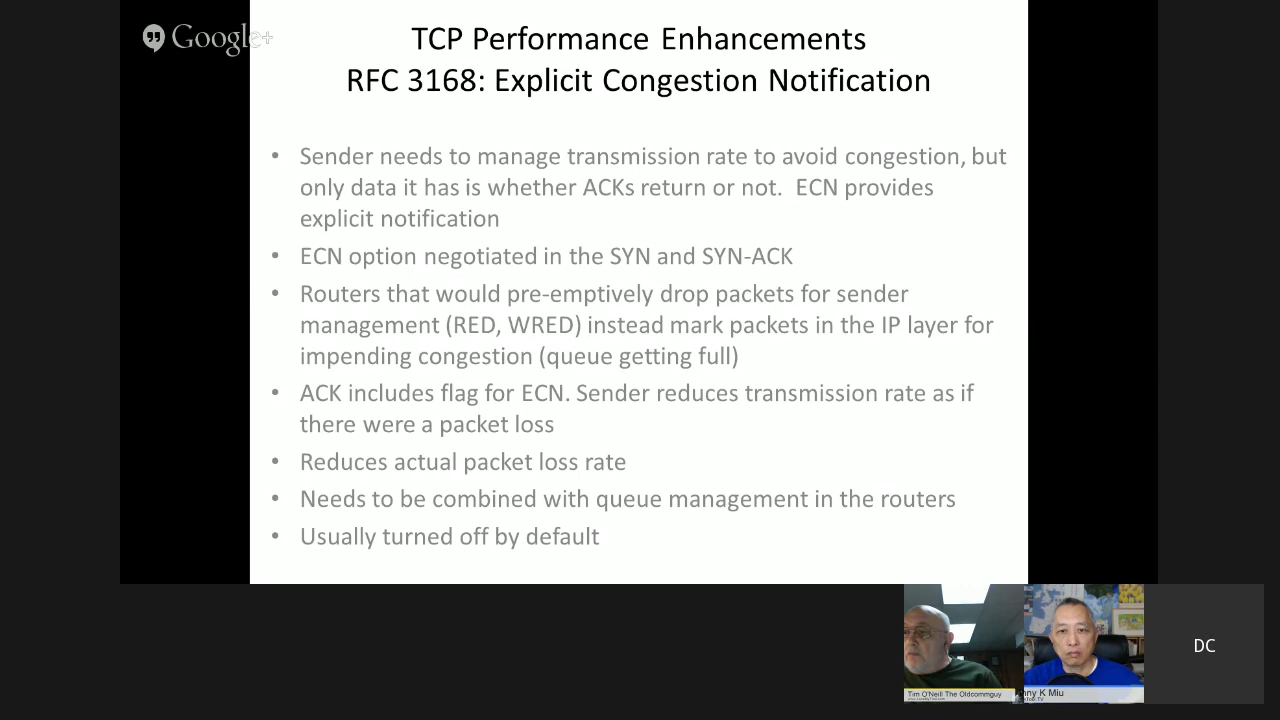 Google+
TCP Performance Enhancements
RFC 3168: Explicit Congestion Notification
• Sender needs to manage transmission rate to avoid congestion, but
only data it has is whether ACKs return or not. ECN provides
explicit notification
• ECN option negotiated in the SYN and SYN-ACK
• Routers that would pre-emptively drop packets for sender
management (RED, WRED) instead mark packets in the IP layer for
impending congestion (queue getting full)
• ACK includes flag for ECN. Sender reduces transmission rate as if
there were a packet loss
• Reduces actual packet loss rate
• Needs to be combined with queue management in the routers
• Usually turned off by default
Tim O'Neill The Oldcommguy
nny K Miu
DC